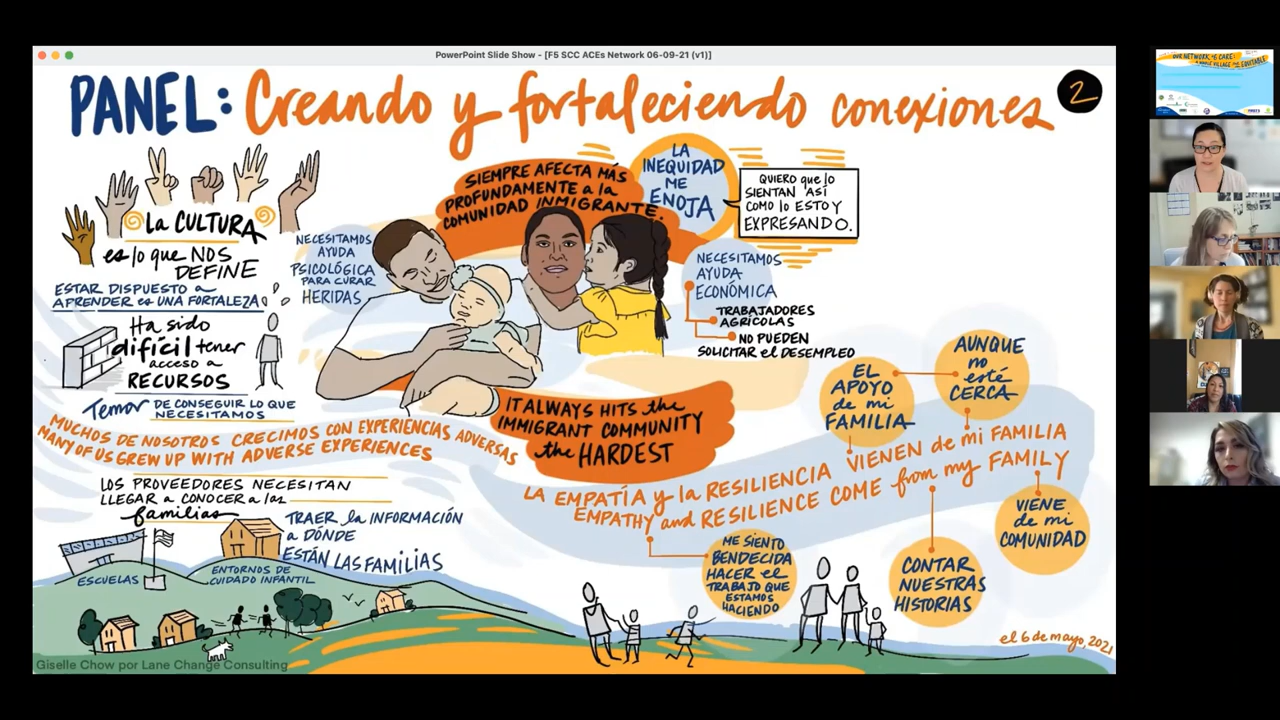 PowerPoint Slide Show - [F5 SCC ACEs Network 06-09-21 (v1)]
PANEL: Creando y fortaleciendo conexiones
2
LA CULTURA
es lo que NOS
DEFINE
ESTAR DISPUESTO a
APRENDER es UNA FORTALEZA
Ha sido
difícil tener
acceso a
RECURSOS
Temor DE CONSEGUIR LO QUE
NECESITAMOS
NECESITAMOS
AYUDA
PSICOLÓGICA
PARA CURAR
HERIDAS
SIEMPRE AFECTA MÁS
PROFUNDAMENTE a la
COMUNIDAD INMIGRANTE.
LA
INEQUIDAD
ME
ENOJA
QUIERO que lo
SIENTAN ASÍ
COMO lo ESTOY
EXPRESANDO.
NECESITAMOS
AYUDA
ECONÓMICA
TRABAJADORES
AGRÍCOLAS
NO PUEDEN
SOLICITAR el DESEMPLEO
MUCHOS DE NOSOTROS CRECIMOS CON EXPERIENCIAS ADVERSAS
MANY OF US GREW UP WITH ADVERSE EXPERIENCES
IT ALWAYS HITS the
IMMIGRANT COMMUNITY
the HARDEST
EL
APOYO
de mi
FAMILIA
AUNQUE
no
esté
CERCA
LA EMPATÍA y la RESILIENCIA VIENEN de mi FAMILIA
EMPATHY and RESILIENCE COME from my FAMILY
LOS PROVEEDORES NECESITAN
LLEGAR a CONOCER a las
familias
TRAER la INFORMACIÓN
a DÓNDE
ESTÁN LAS FAMILIAS
ESCUELAS
ENTORNOS de
CUIDADO INFANTIL
ME SIENTO
BENDECIDA
HACER el
TRABAJO QUE
ESTAMOS
HACIENDO
CONTAR
NUESTRAS
HISTORIAS
VIENE
de mi
COMUNIDAD
el 6 de mayo, 2021
Giselle Chow por Lane Change Consulting
OUR NETWORK of CARE:
A WHOLE VILLAGE EQUITABLE